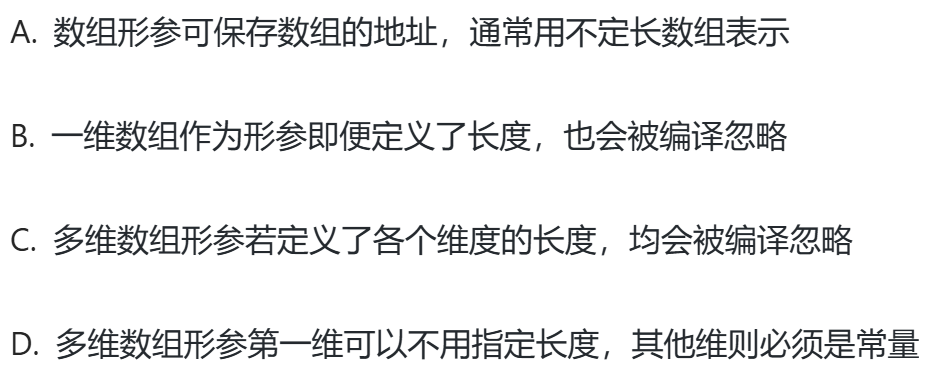 A. 数组形参可保存数组的地址，通常用不定长数组表示
B. 一维数组作为形参即便定义了长度，也会被编译忽略
C. 多维数组形参若定义了各个维度的长度，均会被编译忽略
D. 多维数组形参第一维可以不用指定长度，其他维则必须是常量